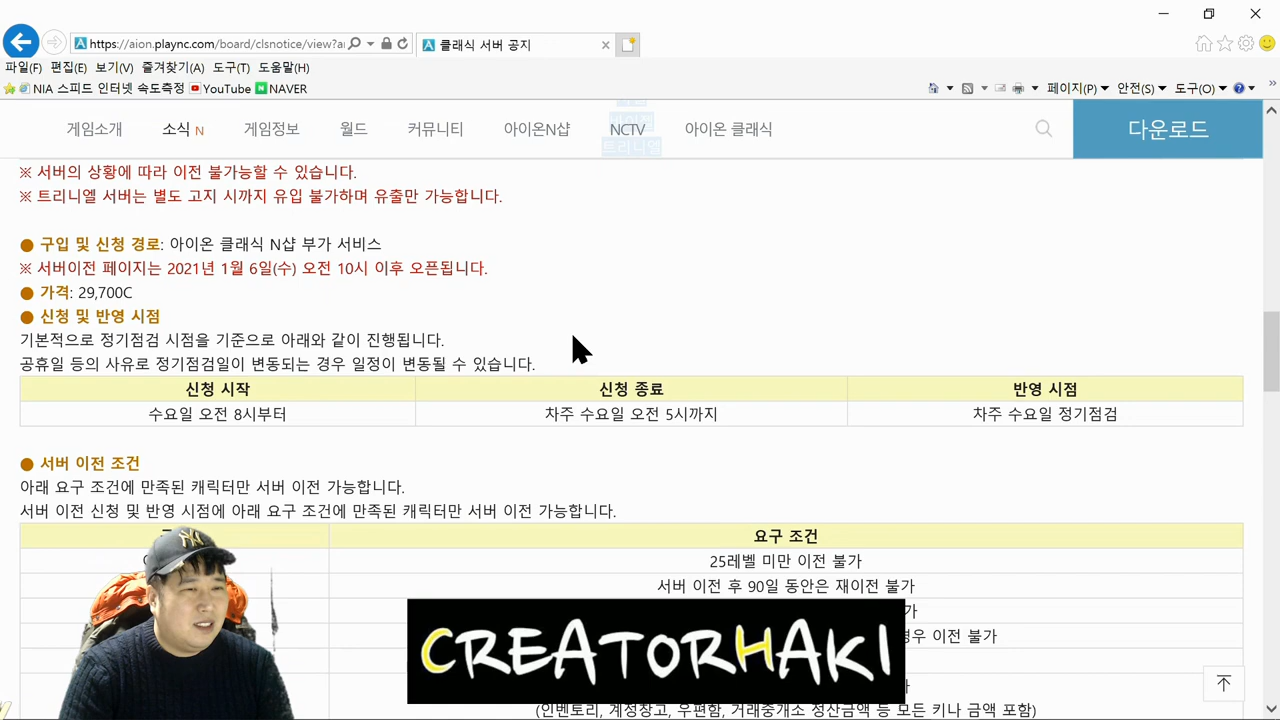 https://aion.plaync.com/board/clsnotice/view?a
클래식 서버 공지
파일(F) 편집(E) 보기(V) 즐겨찾기(A) 도구(T) 도움말(H)
NIA 스피드 인터넷 속도측정 YouTube NAVER
페이지(P) 안전(S) 도구(O)
게임소개 소식 N 게임정보 월드 커뮤니티 아이온N샵 NCTV 아이온 클래식 다운로드
트리니엘
※ 서버의 상황에 따라 이전 불가능할 수 있습니다.
※ 트리니엘 서버는 별도 고지 시까지 유입 불가하며 유출만 가능합니다.
● 구입 및 신청 경로: 아이온 클래식 N샵 부가 서비스
※ 서버이전 페이지는 2021년 1월 6일(수) 오전 10시 이후 오픈됩니다.
● 가격: 29,700C
● 신청 및 반영 시점
기본적으로 정기점검 시점을 기준으로 아래와 같이 진행됩니다.
공휴일 등의 사유로 정기점검일이 변동되는 경우 일정이 변동될 수 있습니다.
신청 시작 신청 종료 반영 시점
수요일 오전 8시부터 차주 수요일 오전 5시까지 차주 수요일 정기점검
● 서버 이전 조건
아래 요구 조건에 만족된 캐릭터만 서버 이전 가능합니다.
서버 이전 신청 및 반영 시점에 아래 요구 조건에 만족된 캐릭터만 서버 이전 가능합니다.
요구 조건
25레벨 미만 이전 불가
서버 이전 후 90일 동안은 재이전 불가
가
경우 이전 불가
CREATORHAKI
(인벤토리, 계정창고, 우편함, 거래중개소 정산금액 등 모든 키나 금액 포함)